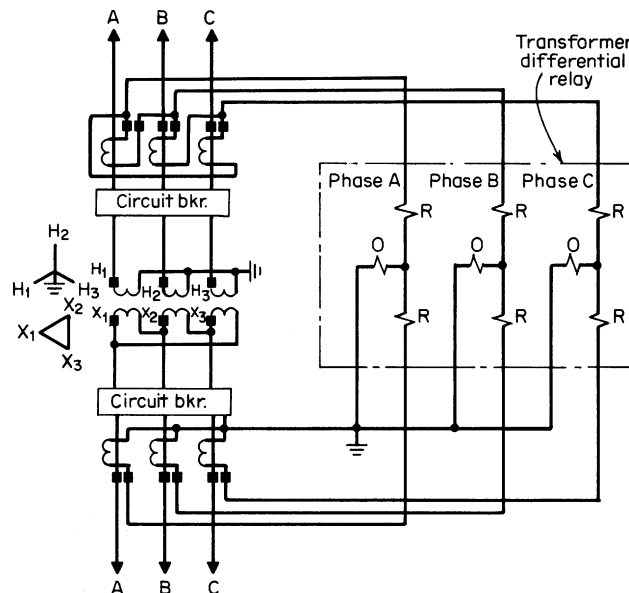 A B C
Transformer
differential
relay
Phase A Phase B Phase C
R R R
Circuit bkr.
O O O
H2
H1 H3
H1 H2 H3
X2
X1
X3
X1 X2 X3
R R R
Circuit bkr.
A B C